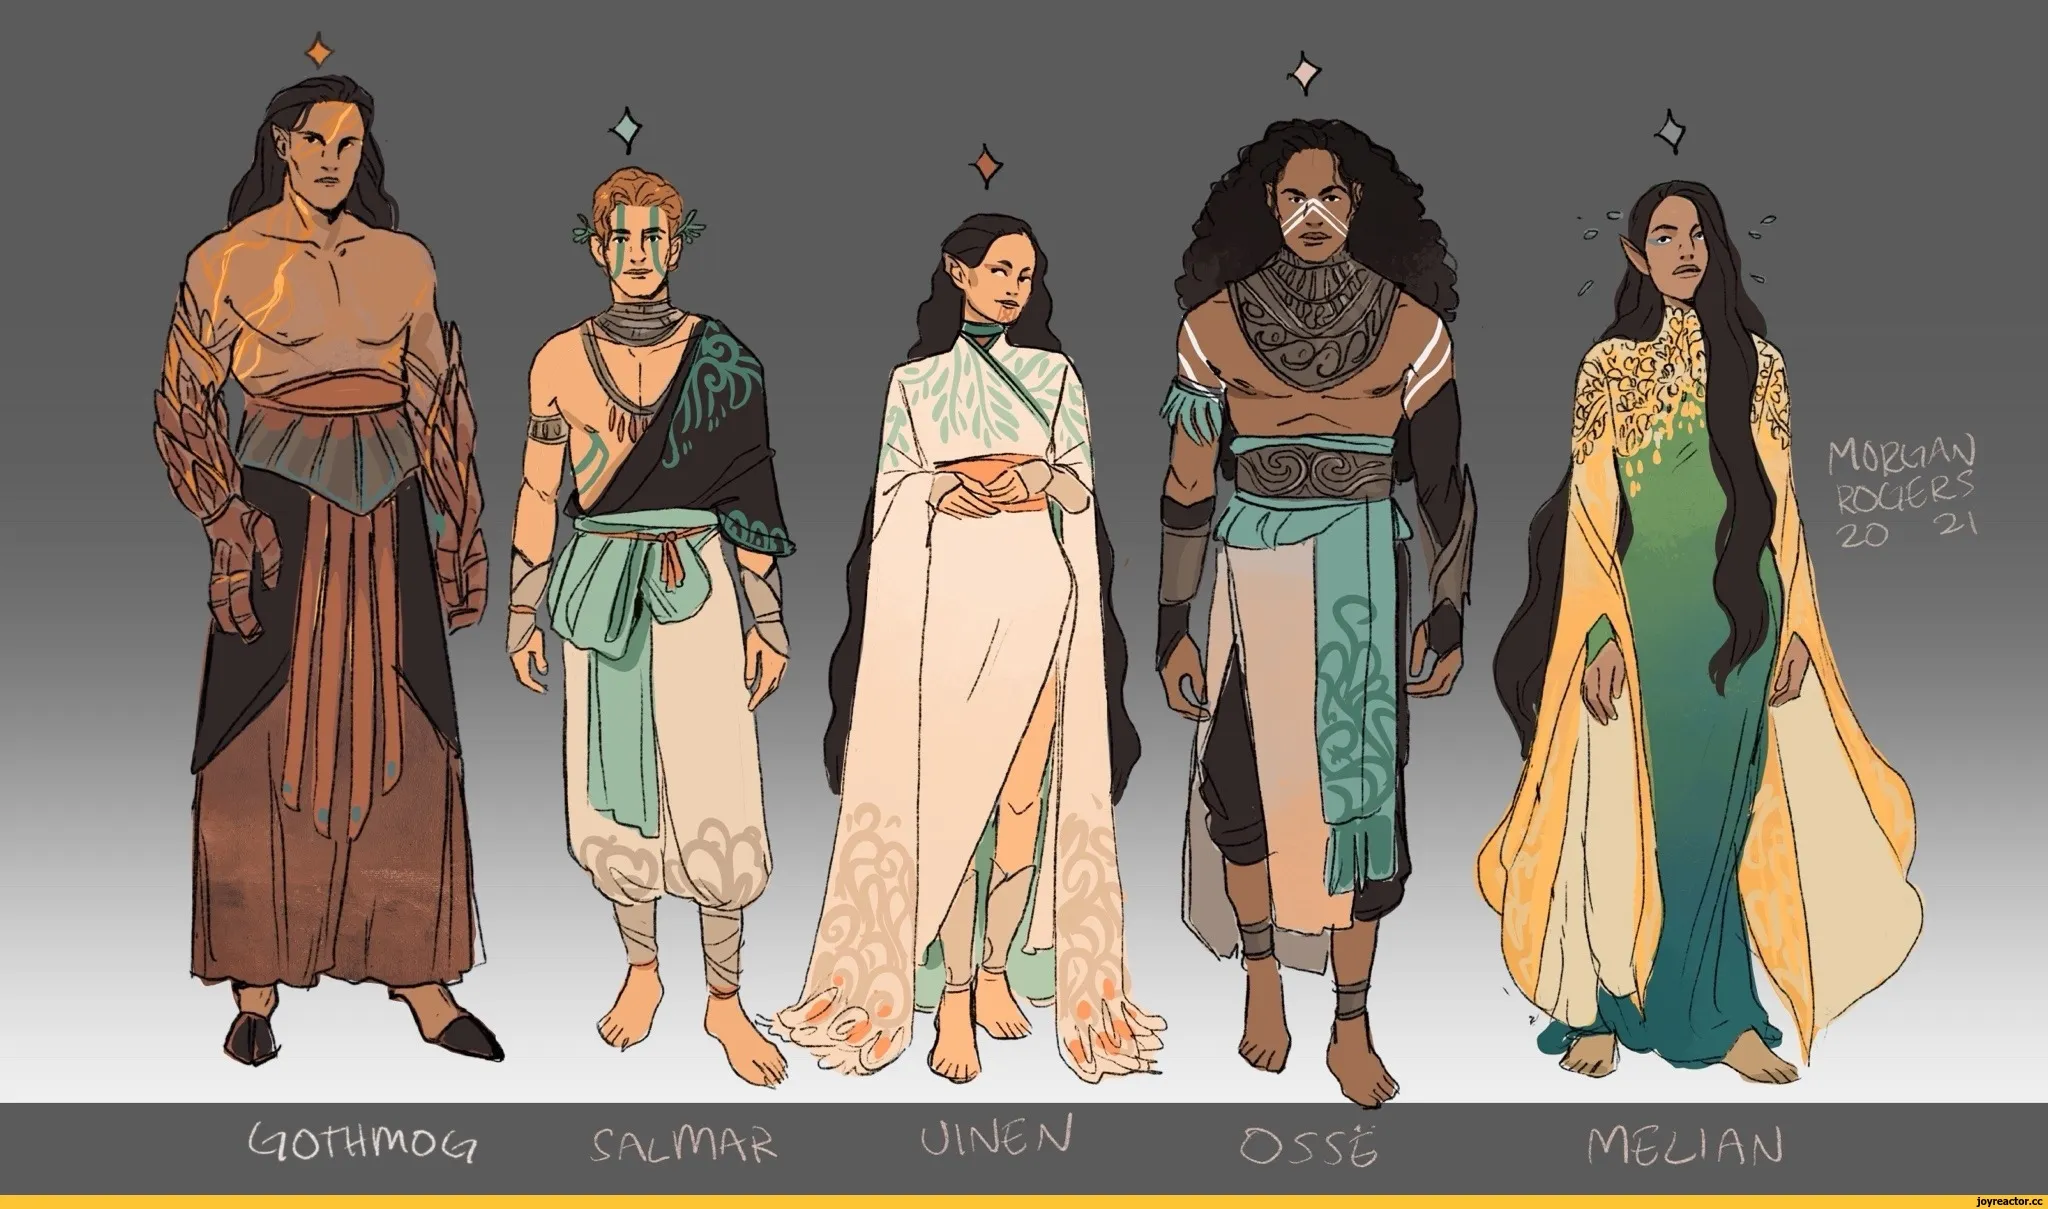 MORGAN
ROGERS
20 21
GOTHMOG
SALMAR
UINEN
OSSË
MELIAN
joyreactor.cc